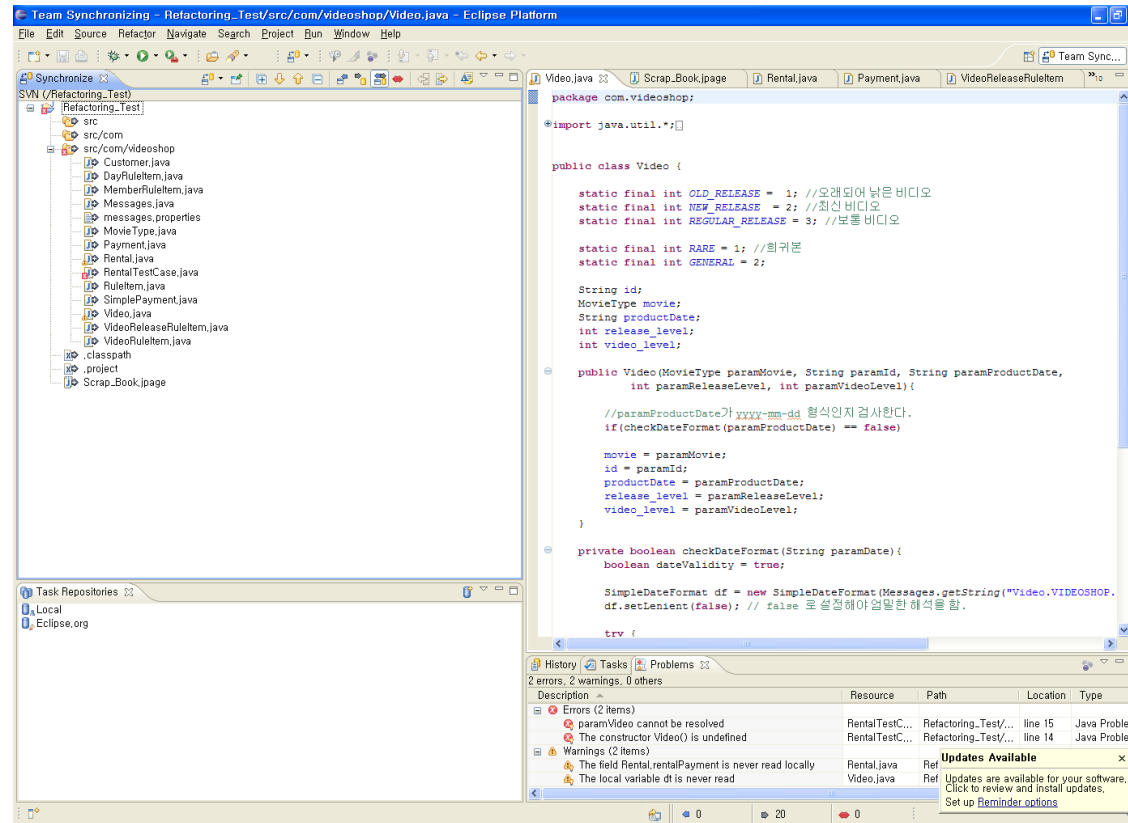 Team Synchronizing - Refactoring_Test/src/com/videoshop/Video.java - Eclipse Platform
File Edit Source Refactor Navigate Search Project Run Window Help
Team Sync...
Synchronize
SVN (/Refactoring_Test)
Refactoring_Test
src
src/com
src/com/videoshop
Customer.java
DayRuleItem.java
MemberRuleItem.java
Messages.java
messages.properties
MovieType.java
Payment.java
Rental.java
RentalTestCase.java
RuleItem.java
SimplePayment.java
Video.java
VideoReleaseRuleItem.java
VideoRuleItem.java
.classpath
.project
Scrap_Book.jpage
Task Repositories
Local
Eclipse.org
Video.java Scrap_Book.jpage Rental.java Payment.java VideoReleaseRuleItem »10
package com.videoshop;
import java.util.*;
public class Video {
static final int OLD_RELEASE = 1; //오래되어 낡은 비디오
static final int NEW_RELEASE = 2; //최신 비디오
static final int REGULAR_RELEASE = 3; //보통 비디오
static final int RARE = 1; //희귀본
static final int GENERAL = 2;
String id;
MovieType movie;
String productDate;
int release_level;
int video_level;
public Video(MovieType paramMovie, String paramId, String paramProductDate,
int paramReleaseLevel, int paramVideoLevel){
//paramProductDate가 yyyy-mm-dd 형식인지 검사한다.
if(checkDateFormat(paramProductDate) == false)
movie = paramMovie;
id = paramId;
productDate = paramProductDate;
release_level = paramReleaseLevel;
video_level = paramVideoLevel;
}
private boolean checkDateFormat(String paramDate){
boolean dateValidity = true;
SimpleDateFormat df = new SimpleDateFormat(Messages.getString("Video.VIDEOSHOP.
df.setLenient(false); // false 로 설정해야 엄밀한 해석을 함.
try {
History Tasks Problems
2 errors, 2 warnings, 0 others
Description Resource Path Location Type
Errors (2 items)
paramVideo cannot be resolved RentalTestC... Refactoring_Test/... line 15 Java Proble
The constructor Video() is undefined RentalTestC... Refactoring_Test/... line 14 Java Proble
Warnings (2 items)
The field Rental.rentalPayment is never read locally Rental.java Ref
The local variable dt is never read Video.java Ref
Updates Available x
Updates are available for your software.
Click to review and install updates.
Set up Reminder options
0 20 0